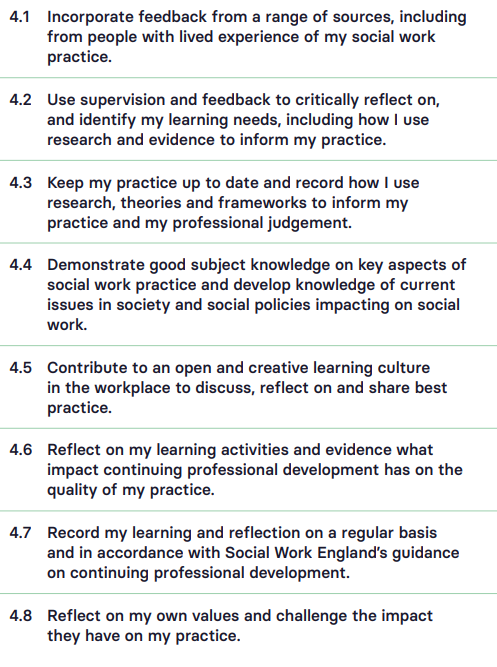 4.1 Incorporate feedback from a range of sources, including
from people with lived experience of my social work
practice.
4.2 Use supervision and feedback to critically reflect on,
and identify my learning needs, including how I use
research and evidence to inform my practice.
4.3 Keep my practice up to date and record how I use
research, theories and frameworks to inform my
practice and my professional judgement.
4.4 Demonstrate good subject knowledge on key aspects of
social work practice and develop knowledge of current
issues in society and social policies impacting on social
work.
4.5 Contribute to an open and creative learning culture
in the workplace to discuss, reflect on and share best
practice.
4.6 Reflect on my learning activities and evidence what
impact continuing professional development has on the
quality of my practice.
4.7 Record my learning and reflection on a regular basis
and in accordance with Social Work England’s guidance
on continuing professional development.
4.8 Reflect on my own values and challenge the impact
they have on my practice.